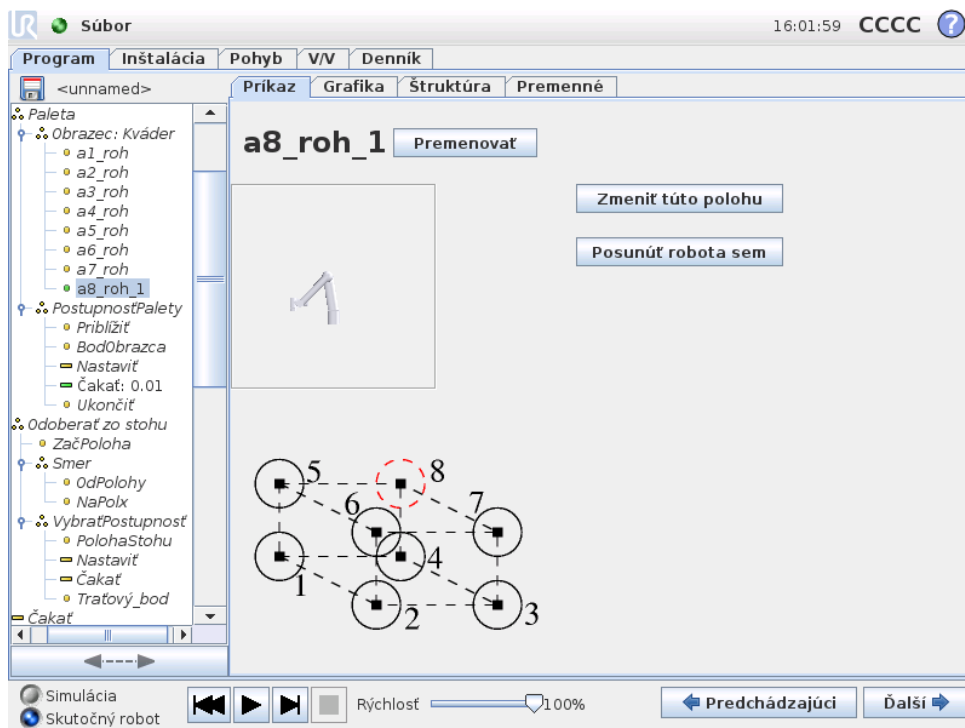 UR Súbor 16:01:59 CCCC ?
Program Inštalácia Pohyb V/V Denník
<unnamed> Príkaz Grafika Štruktúra Premenné
Paleta
Obrazec: Kváder
a1_roh
a2_roh
a3_roh
a4_roh
a5_roh
a6_roh
a7_roh
a8_roh_1
PostupnosťPalety
Priblížiť
BodObrazca
Nastaviť
Čakať: 0.01
Ukončiť
Odoberať zo stohu
ZačPoloha
Smer
OdPolohy
NaPolx
VybraťPostupnosť
PolohaStohu
Nastaviť
Čakať
Traťový_bod
Čakať
a8_roh_1 Premenovať
Zmeniť túto polohu
Posunúť robota sem
5 8
6 7
1 4
2 3
Simulácia
Skutočný robot
Rýchlosť 100%
Predchádzajúci Ďalší